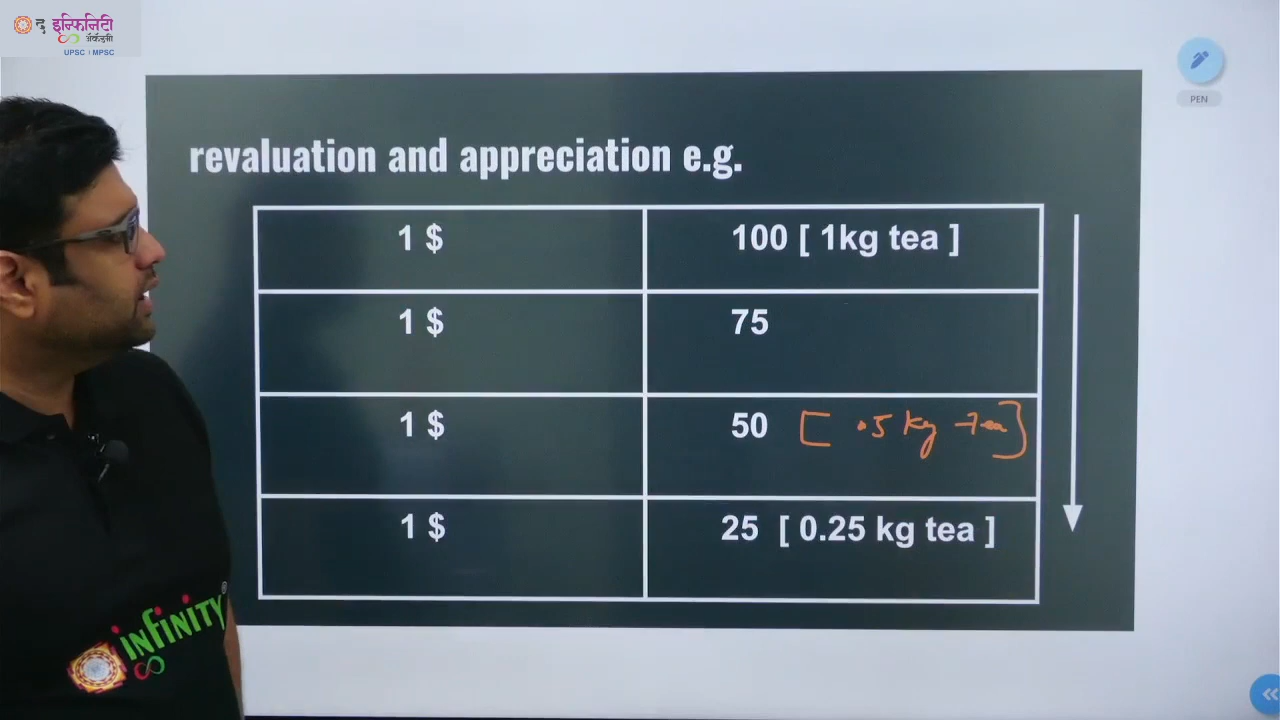 द इन्फिनिटी
अॅकॅडमी
UPSC | MPSC
PEN
revaluation and appreciation e.g.
1 $ 100 [ 1kg tea ]
1 $ 75
1 $ 50 [ .5 kg tea ]
1 $ 25 [ 0.25 kg tea ]
infinity